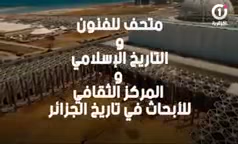 متحف للفنون
و
التاريخ الإسلامي
و
المركز الثقافي
للأبحاث في تاريخ الجزائر